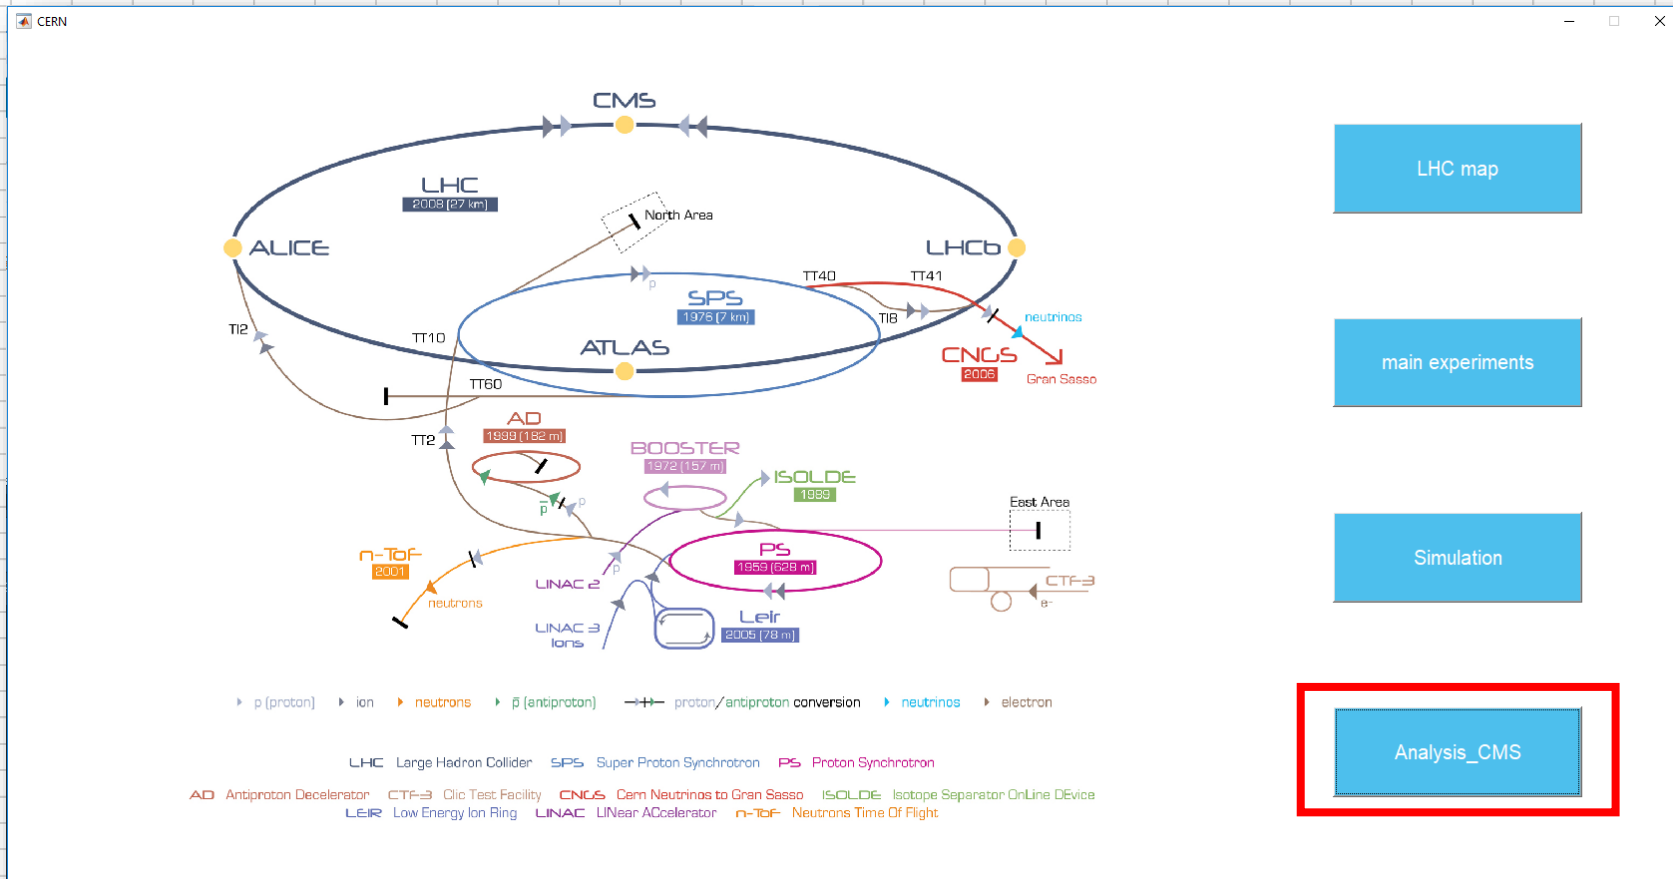 CERN
CMS
LHC
2008 (27 km)
North Area
ALICE
LHCb
TT40
TT41
p
SPS
1976 (7 km)
TI8
neutrinos
TI2
TT10
ATLAS
CNGS
2006
Gran Sasso
TT60
AD
1999 (182 m)
TT2
BOOSTER
1972 (157 m)
ISOLDE
1989
p̅
p
East Area
n-ToF
2001
PS
1959 (628 m)
p
LINAC 2
neutrons
CTF-3
e-
LINAC 3
Ions
Leir
2005 (78 m)
p (proton)
ion
neutrons
p̅ (antiproton)
proton/antiproton conversion
neutrinos
electron
LHC Large Hadron Collider SPS Super Proton Synchrotron PS Proton Synchrotron
AD Antiproton Decelerator CTF-3 Clic Test Facility CNGS Cern Neutrinos to Gran Sasso ISOLDE Isotope Separator OnLine DEvice
LEIR Low Energy Ion Ring LINAC LINear ACcelerator n-ToF Neutrons Time Of Flight
LHC map
main experiments
Simulation
Analysis_CMS